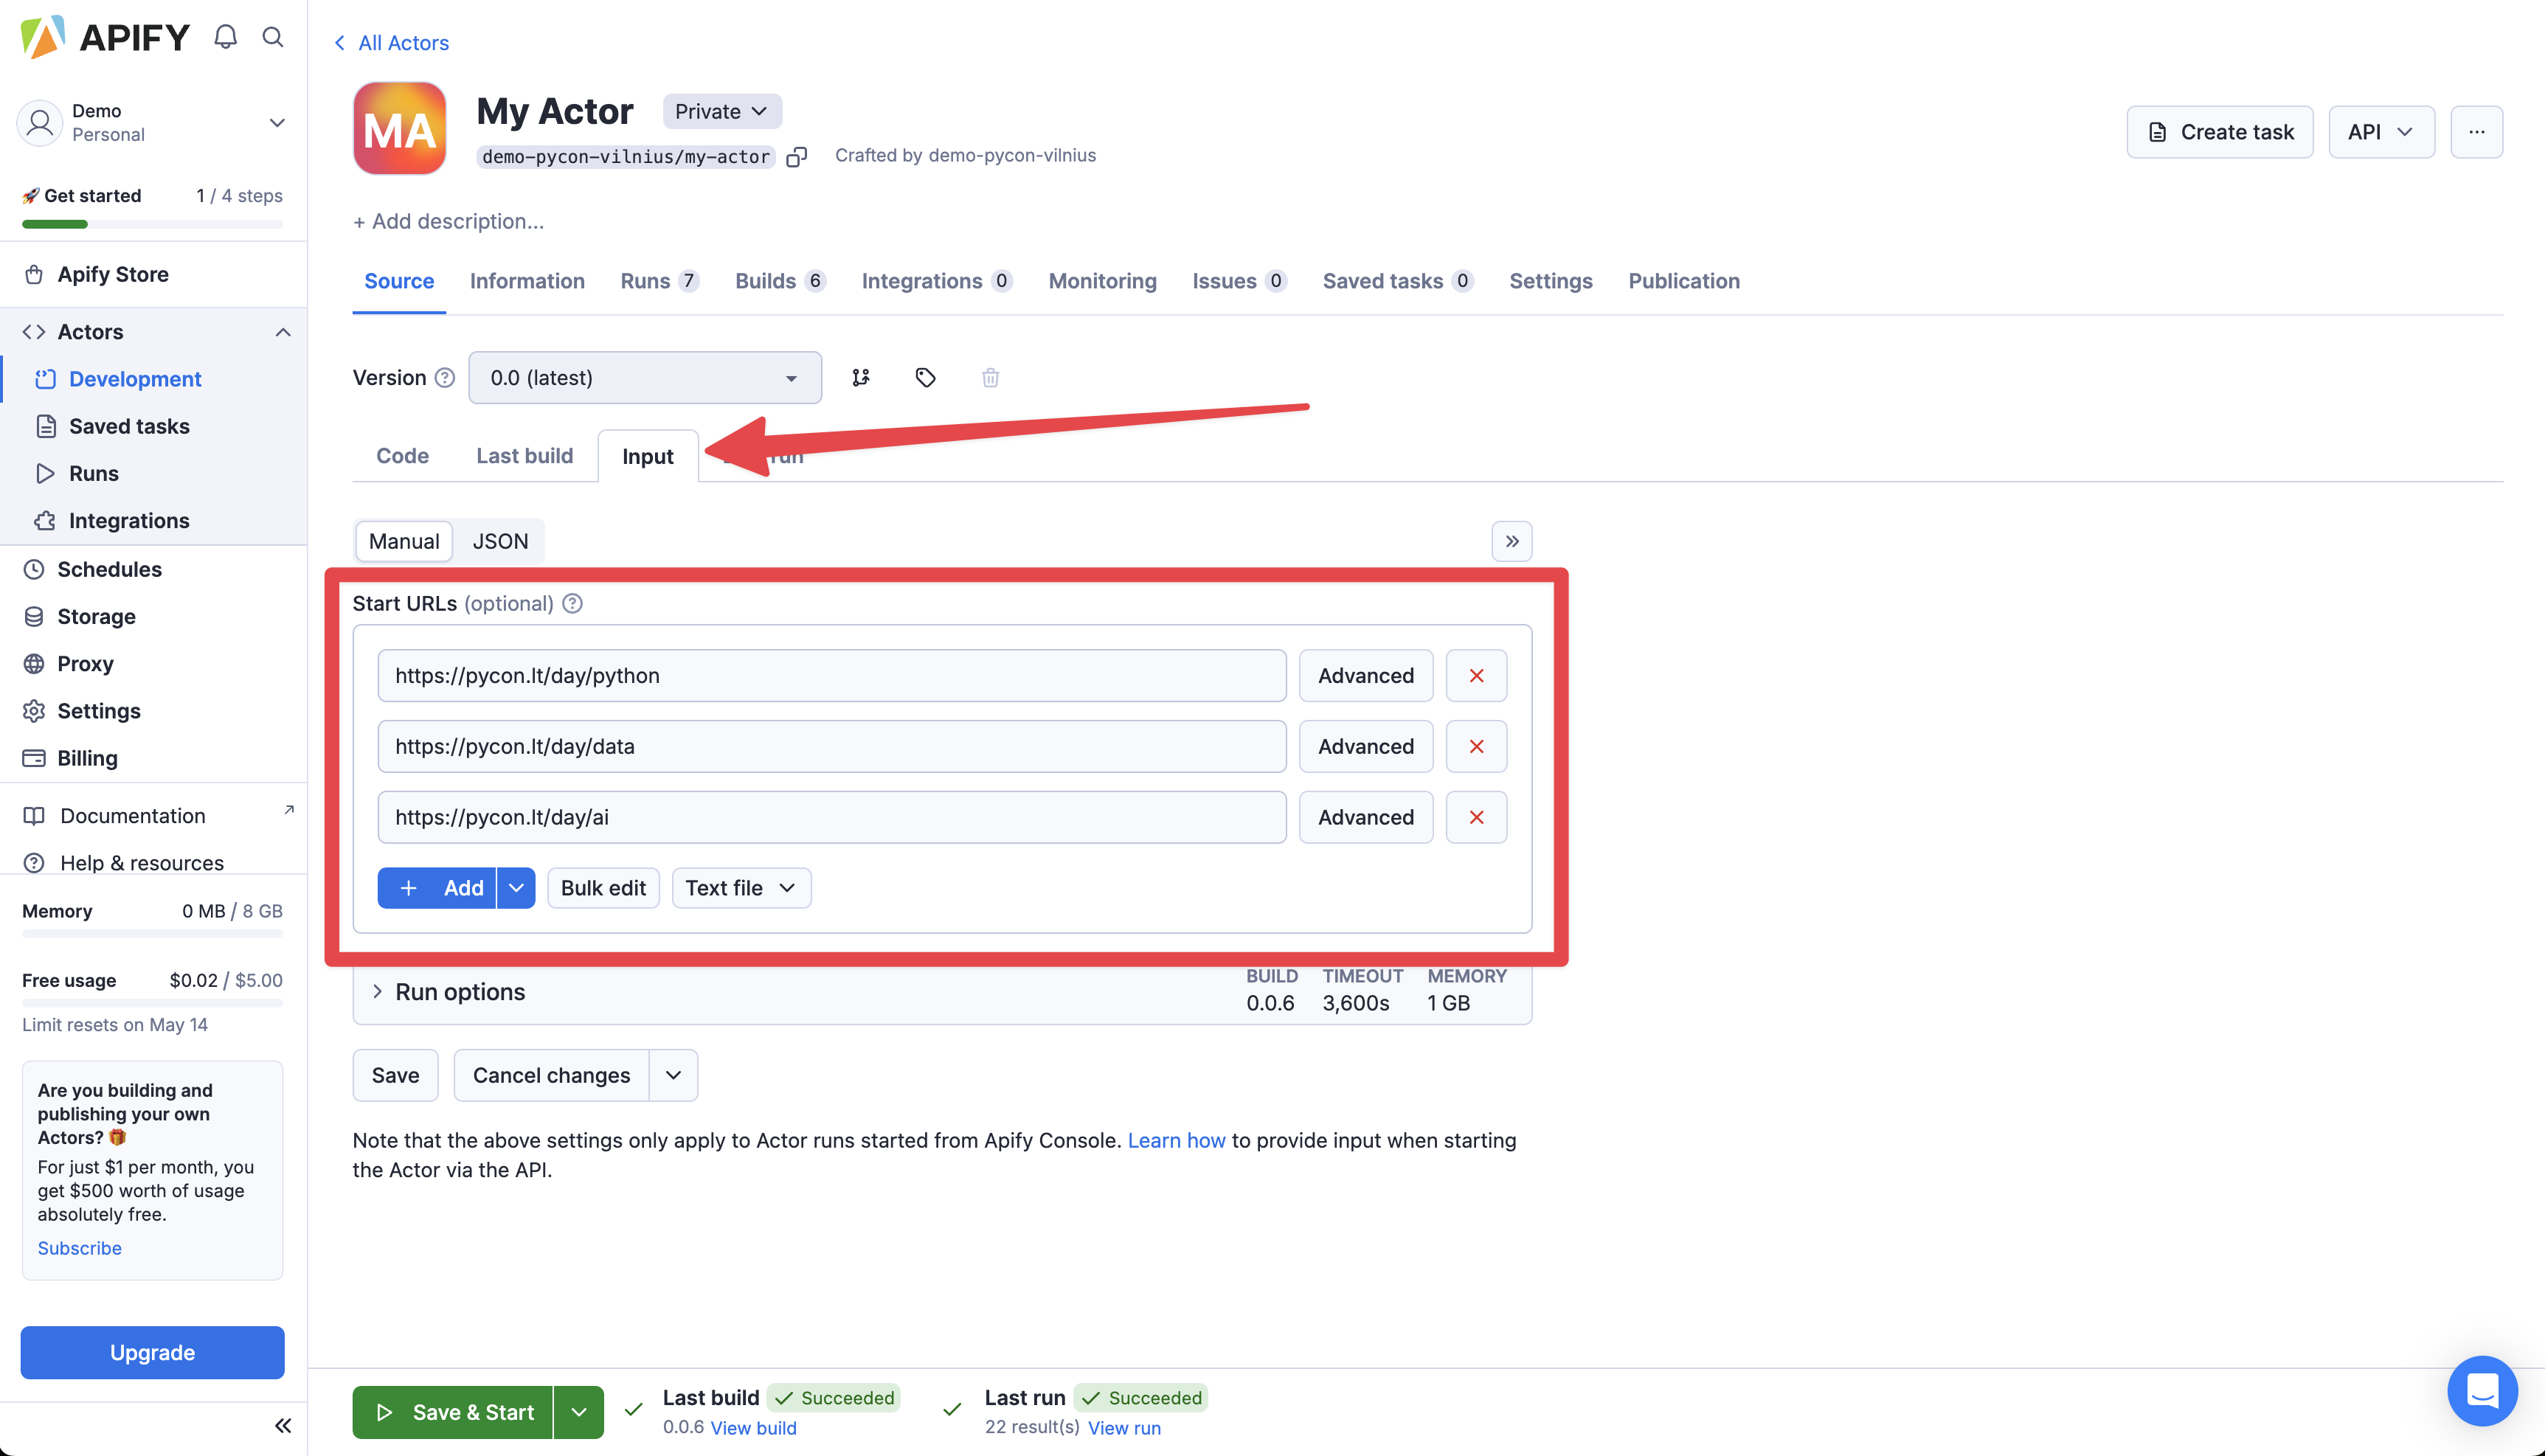 APIFY
Demo
Personal
🚀 Get started 1 / 4 steps
Apify Store
Actors
Development
Saved tasks
Runs
Integrations
Schedules
Storage
Proxy
Settings
Billing
Documentation
Help & resources
Memory 0 MB / 8 GB
Free usage $0.02 / $5.00
Limit resets on May 14
Are you building and
publishing your own
Actors? 🎁
For just $1 per month, you
get $500 worth of usage
absolutely free.
Subscribe
Upgrade
All Actors
MA
My Actor Private
demo-pycon-vilnius/my-actor Crafted by demo-pycon-vilnius
+ Add description...
Create task API ...
Source Information Runs 7 Builds 6 Integrations 0 Monitoring Issues 0 Saved tasks 0 Settings Publication
Version 0.0 (latest)
Code Last build Input run
Manual JSON
Start URLs (optional)
https://pycon.lt/day/python Advanced
https://pycon.lt/day/data Advanced
https://pycon.lt/day/ai Advanced
+ Add Bulk edit Text file
Run options
BUILD TIMEOUT MEMORY
0.0.6 3,600s 1 GB
Save Cancel changes
Note that the above settings only apply to Actor runs started from Apify Console. Learn how to provide input when starting
the Actor via the API.
Save & Start
Last build Succeeded
0.0.6 View build
Last run Succeeded
22 result(s) View run